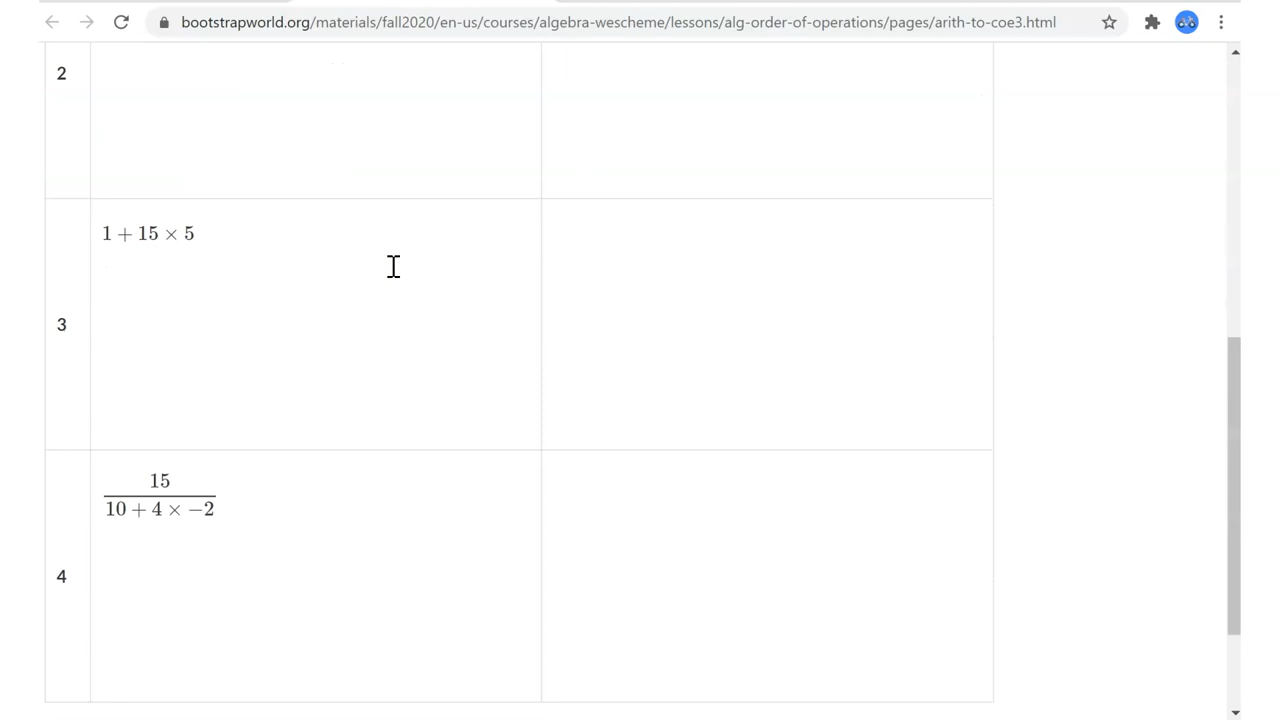 bootstrapworld.org/materials/fall2020/en-us/courses/algebra-wescheme/lessons/alg-order-of-operations/pages/arith-to-coe3.html
2
1 + 15 × 5
3
15
10 + 4 × −2
4